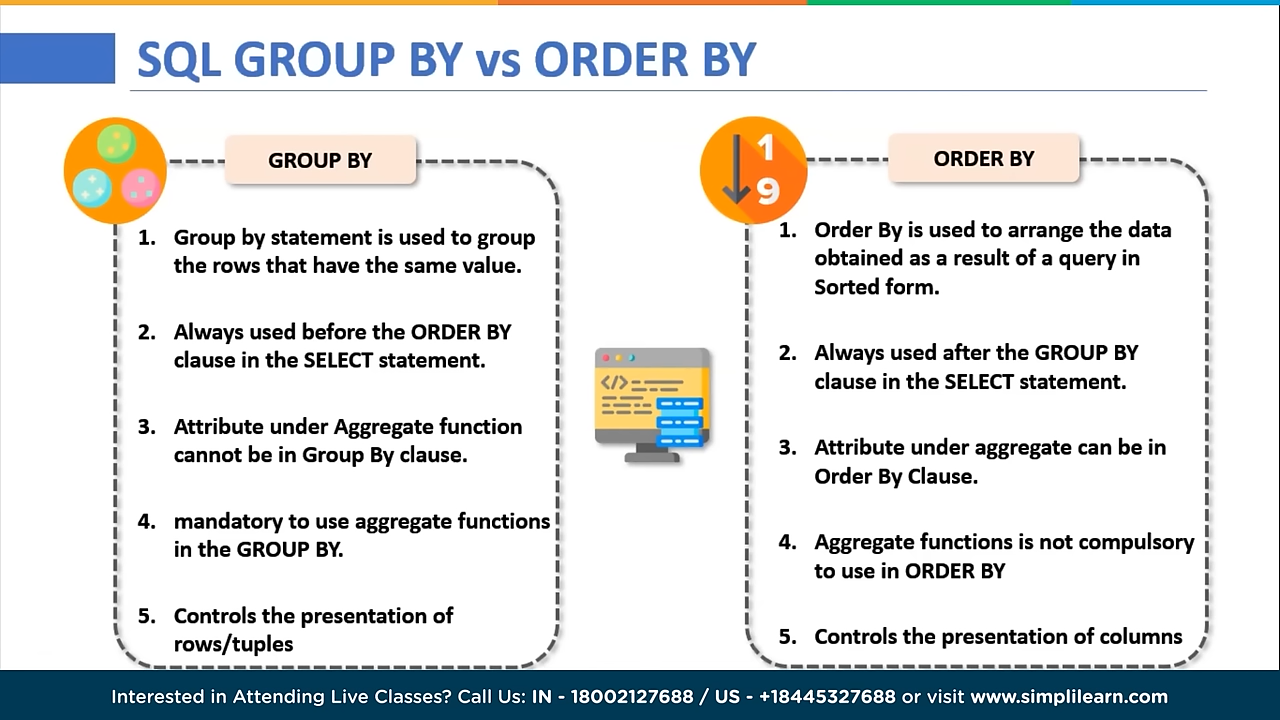 SQL GROUP BY vs ORDER BY
GROUP BY
1. Group by statement is used to group
the rows that have the same value.
2. Always used before the ORDER BY
clause in the SELECT statement.
3. Attribute under Aggregate function
cannot be in Group By clause.
4. mandatory to use aggregate functions
in the GROUP BY.
5. Controls the presentation of
rows/tuples
1
9
ORDER BY
1. Order By is used to arrange the data
obtained as a result of a query in
Sorted form.
2. Always used after the GROUP BY
clause in the SELECT statement.
3. Attribute under aggregate can be in
Order By Clause.
4. Aggregate functions is not compulsory
to use in ORDER BY
5. Controls the presentation of columns
</>
Interested in Attending Live Classes? Call Us: IN - 18002127688 / US - +18445327688 or visit www.simplilearn.com